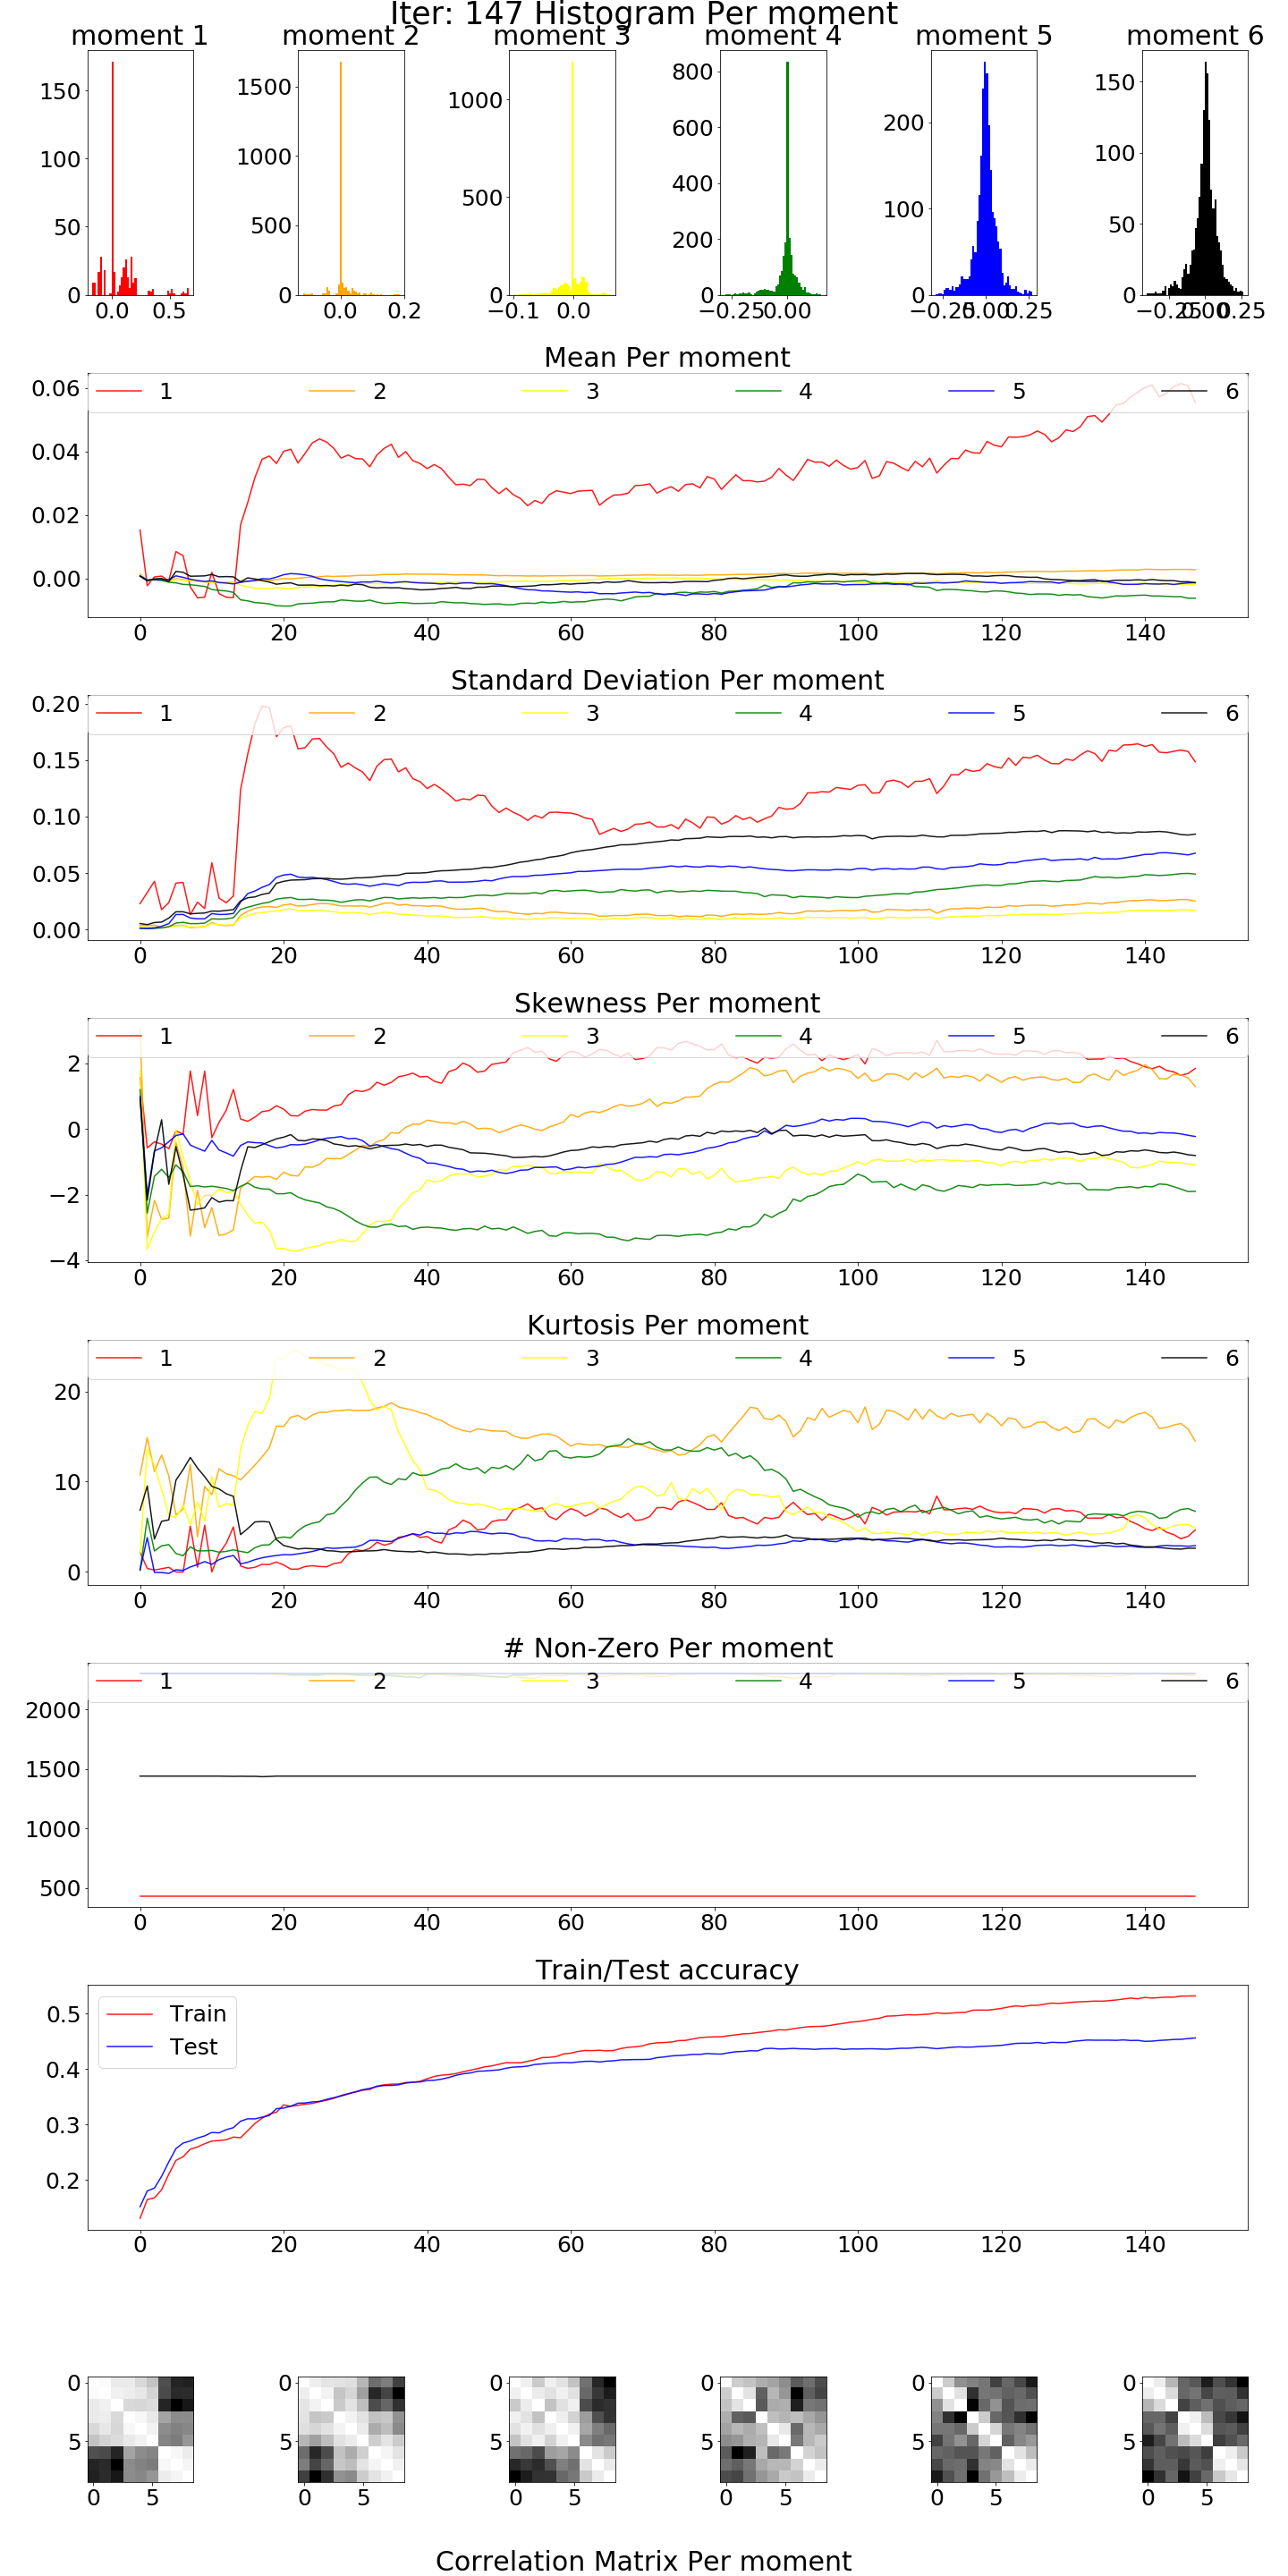 Iter: 147 Histogram Per moment
moment 1 moment 2 moment 3 moment 4 moment 5 moment 6
150 100 50 0
0.0 0.5
1500 1000 500 0
0.0 0.2
1000 500 0
−0.1 0.0
800 600 400 200 0
−0.25 0.00
200 100 0
−0.25 0.00 0.25
150 100 50 0
−0.25 0.00 0.25
Mean Per moment
1 2 3 4 5 6
0.06
0.04
0.02
0.00
0 20 40 60 80 100 120 140
Standard Deviation Per moment
1 2 3 4 5 6
0.20
0.15
0.10
0.05
0.00
0 20 40 60 80 100 120 140
Skewness Per moment
1 2 3 4 5 6
2
0
−2
−4
0 20 40 60 80 100 120 140
Kurtosis Per moment
1 2 3 4 5 6
20
10
0
0 20 40 60 80 100 120 140
# Non-Zero Per moment
1 2 3 4 5 6
2000
1500
1000
500
0 20 40 60 80 100 120 140
Train/Test accuracy
Train
Test
0.5
0.4
0.3
0.2
0 20 40 60 80 100 120 140
0 0 0 0 0 0
5 5 5 5 5 5
0 5 0 5 0 5 0 5 0 5 0 5
Correlation Matrix Per moment